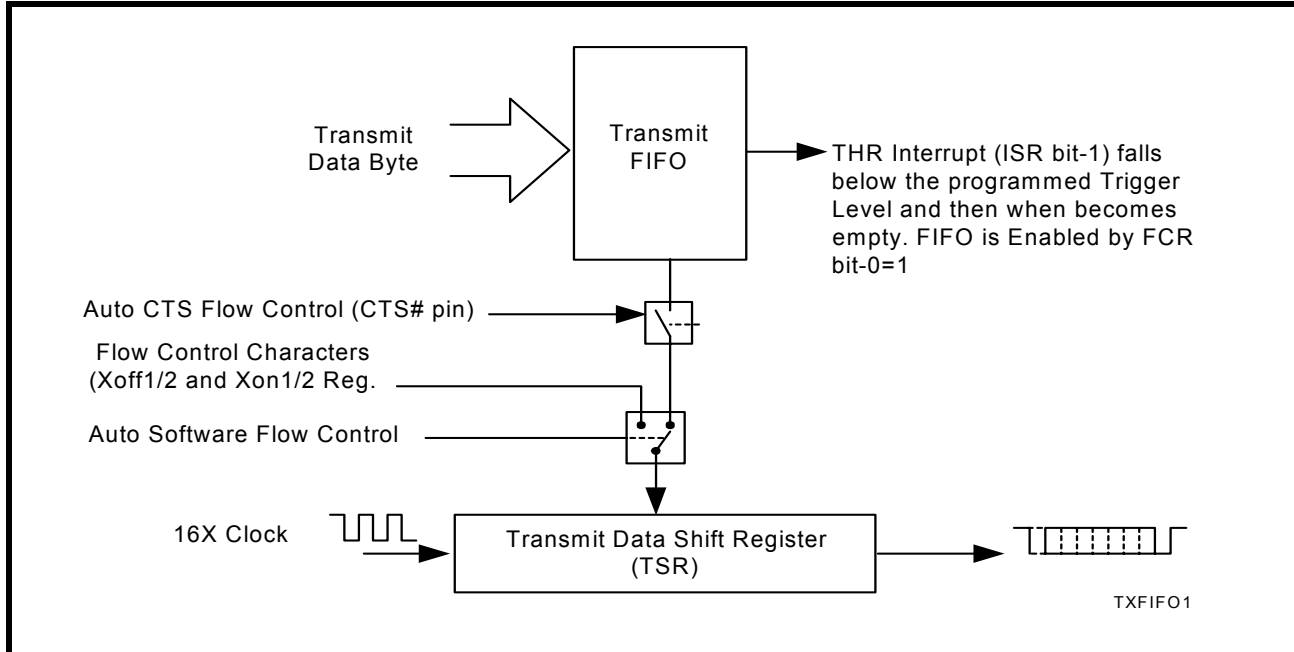 Transmit
Data Byte
Transmit
FIFO
THR Interrupt (ISR bit-1) falls
below the programmed Trigger
Level and then when becomes
empty. FIFO is Enabled by FCR
bit-0=1
Auto CTS Flow Control (CTS# pin)
Flow Control Characters
(Xoff1/2 and Xon1/2 Reg.
Auto Software Flow Control
16X Clock
Transmit Data Shift Register
(TSR)
TXFIFO1